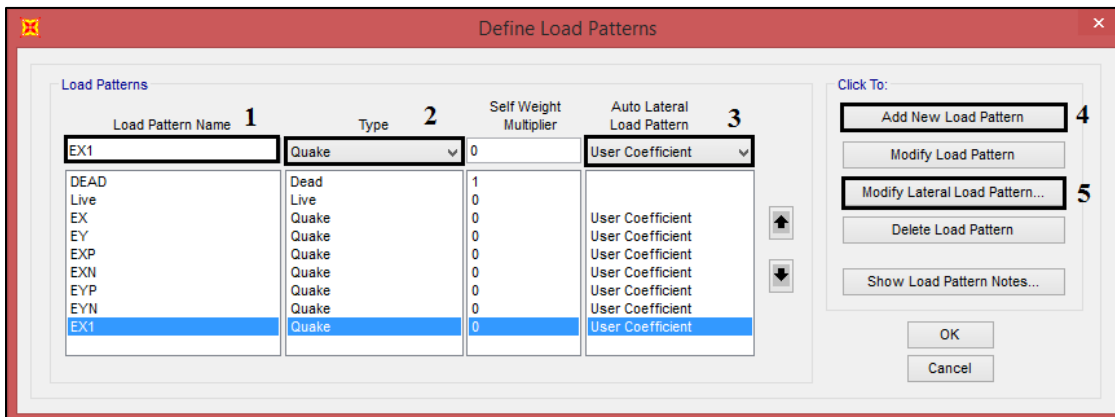 Define Load Patterns
Load Patterns
Click To:
Load Pattern Name 1 Type 2 Self Weight Multiplier Auto Lateral Load Pattern 3
EX1 Quake 0 User Coefficient
DEAD Dead 1
Live Live 0
EX Quake 0 User Coefficient
EY Quake 0 User Coefficient
EXP Quake 0 User Coefficient
EXN Quake 0 User Coefficient
EYP Quake 0 User Coefficient
EYN Quake 0 User Coefficient
EX1 Quake 0 User Coefficient
Add New Load Pattern 4
Modify Load Pattern
Modify Lateral Load Pattern... 5
Delete Load Pattern
Show Load Pattern Notes...
OK
Cancel